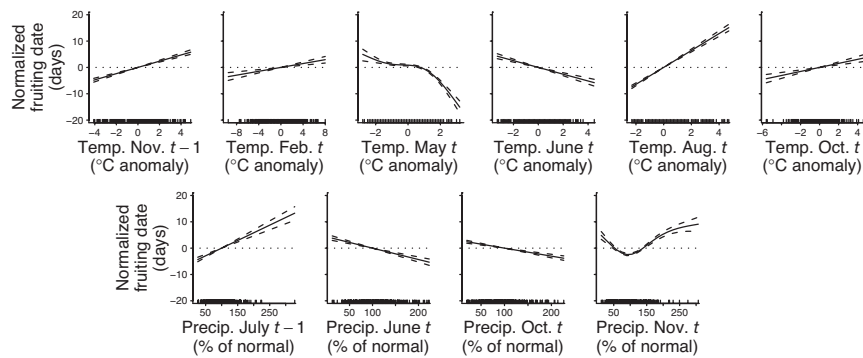 Normalized
fruiting date
(days)
20
10
0
−10
−20
−4 −2 0 2 4
−8 −4 0 4 8
−2 0 2
−2 0 2 4
−2 0 2 4
−6 −4 −2 0 2 4
Temp. Nov. t − 1
(°C anomaly)
Temp. Feb. t
(°C anomaly)
Temp. May t
(°C anomaly)
Temp. June t
(°C anomaly)
Temp. Aug. t
(°C anomaly)
Temp. Oct. t
(°C anomaly)
Normalized
fruiting date
(days)
20
10
0
−10
−20
50 150 250
50 100 200
50 100 200
50 150 250
Precip. July t − 1
(% of normal)
Precip. June t
(% of normal)
Precip. Oct. t
(% of normal)
Precip. Nov. t
(% of normal)